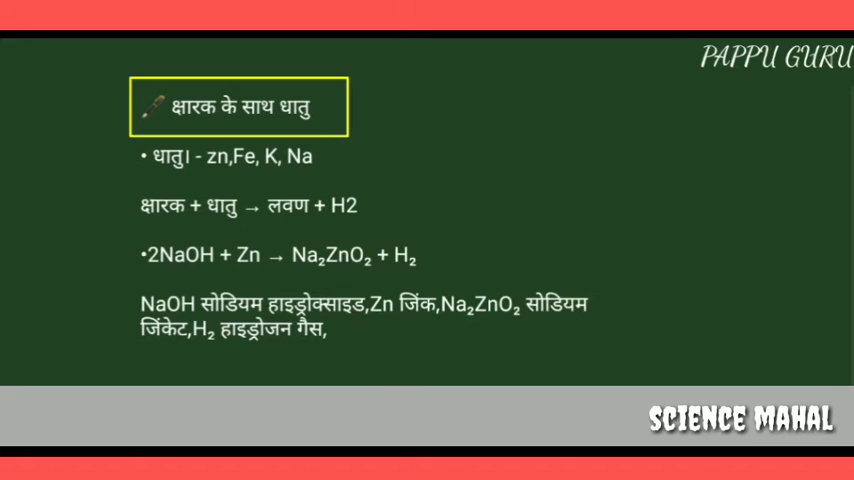 PAPPU GURU
क्षारक के साथ धातु
• धातु। - zn,Fe, K, Na
क्षारक + धातु → लवण + H2
•2NaOH + Zn → Na₂ZnO₂ + H₂
NaOH सोडियम हाइड्रोक्साइड,Zn जिंक,Na₂ZnO₂ सोडियम
जिंकेट,H₂ हाइड्रोजन गैस,
SCIENCE MAHAL